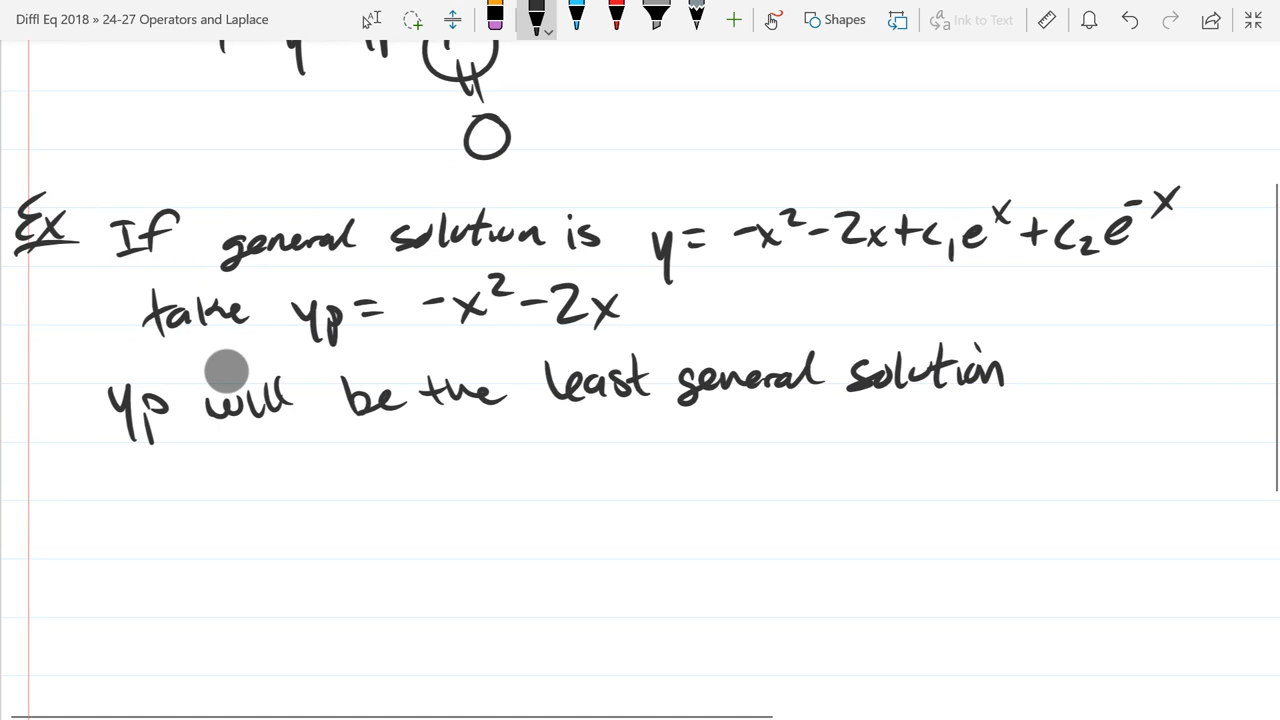 Diffl Eq 2018 » 24-27 Operators and Laplace Shapes Ink to Text
0
Ex If general solution is y = -x² - 2x + c₁eˣ + c₂e⁻ˣ
take yp = -x² - 2x
yp will be the least general solution